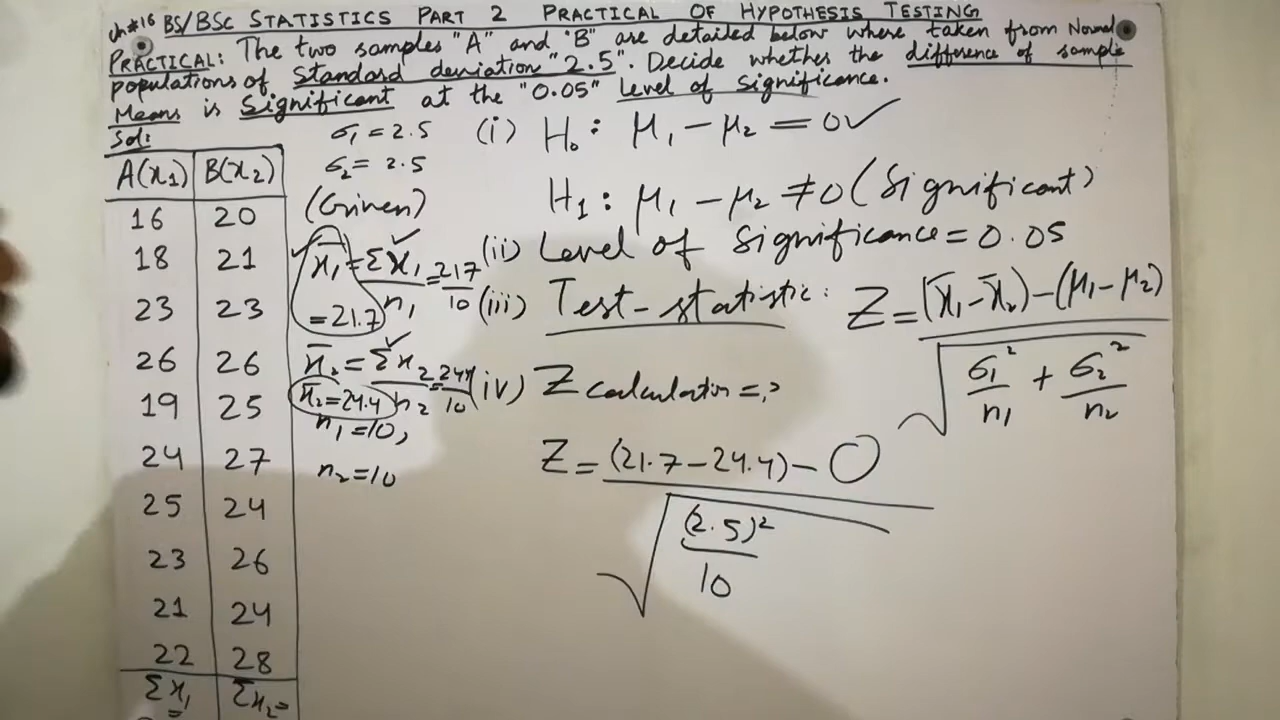 ch#16 BS/BSc STATISTICS PART 2 PRACTICAL OF HYPOTHESIS TESTING
PRACTICAL: The two samples "A" and "B" are detailed below where taken from Normal
populations of Standard deviation "2.5". Decide whether the difference of sample
Means is Significant at the "0.05" Level of Significance.
Sol:
A(x₁) B(x₂)
16 20
18 21
23 23
26 26
19 25
24 27
25 24
23 26
21 24
22 28
Σx₁ = Σx₂=
σ₁ = 2.5
σ₂ = 2.5
(Given)
x̄₁ = Σx₁/n₁ = 217/10
= 21.7
x̄₂ = Σx₂/n₂ = 244/10
x̄₂ = 24.4
n₁=10,
n₂=10
(i) H₀: μ₁ − μ₂ = 0 ✓
H₁: μ₁ − μ₂ ≠ 0 (Significant)
(ii) Level of Significance = 0.05
(iii) Test-statistic: Z = (x̄₁−x̄₂)−(μ₁−μ₂) / √(σ₁²/n₁ + σ₂²/n₂)
(iv) Z calculation = ?
Z = (21.7−24.4)−0 / √((2.5)²/10